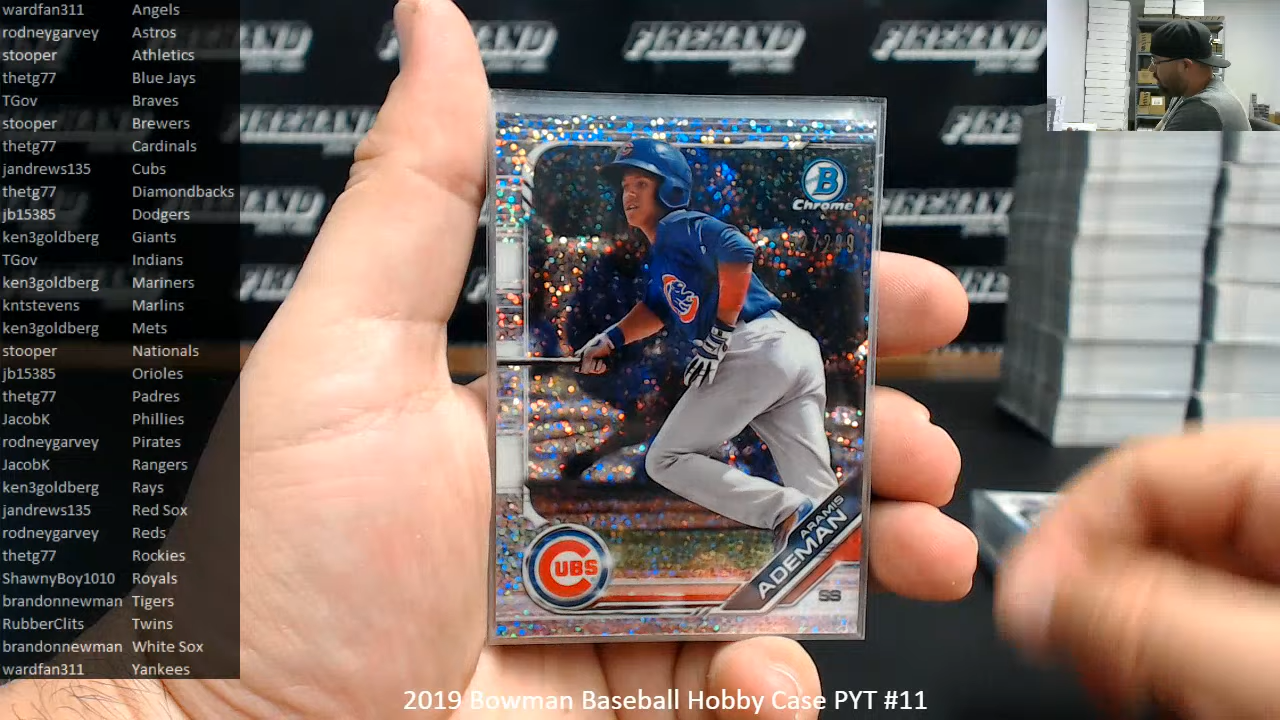 wardfan311 Angels
rodneygarvey Astros
stooper Athletics
thetg77 Blue Jays
TGov Braves
stooper Brewers
thetg77 Cardinals
jandrews135 Cubs
thetg77 Diamondbacks
jb15385 Dodgers
ken3goldberg Giants
TGov Indians
ken3goldberg Mariners
kntstevens Marlins
ken3goldberg Mets
stooper Nationals
jb15385 Orioles
thetg77 Padres
JacobK Phillies
rodneygarvey Pirates
JacobK Rangers
ken3goldberg Rays
jandrews135 Red Sox
rodneygarvey Reds
thetg77 Rockies
ShawnyBoy1010 Royals
brandonnewman Tigers
RubberClits Twins
brandonnewman White Sox
wardfan311 Yankees
FIREHAND FIREHAND FIREHAND FIREHAND
B
Chrome
CUBS
ARAMIS
ADEMAN
SS
2019 Bowman Baseball Hobby Case PYT #11